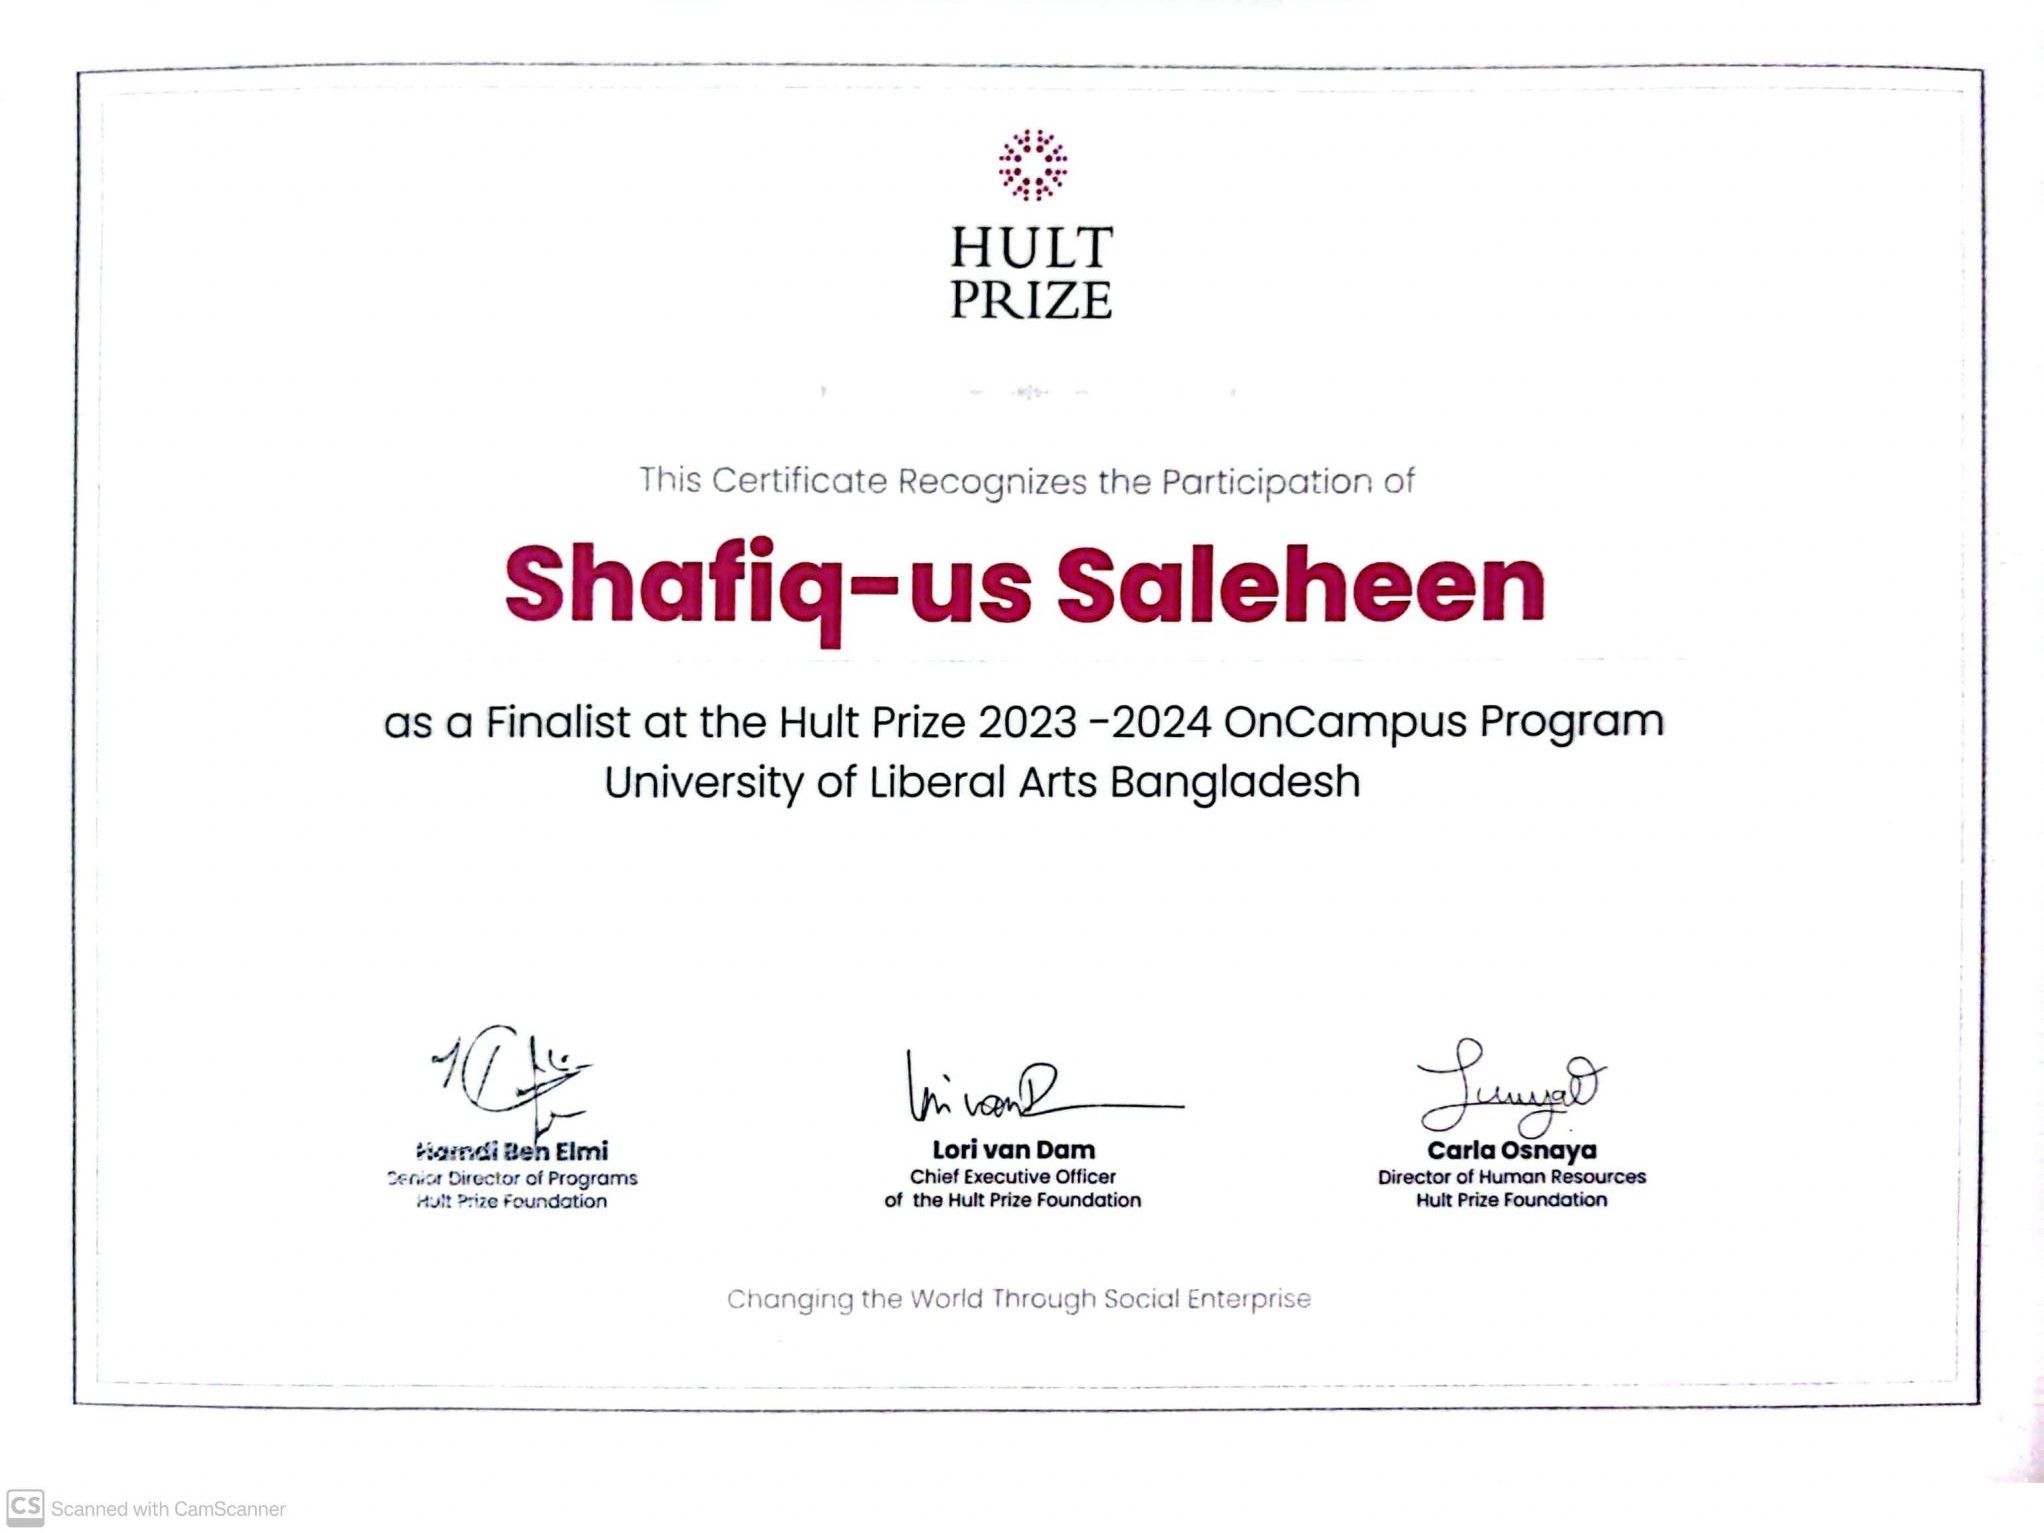 HULT
PRIZE
This Certificate Recognizes the Participation of
Shafiq-us Saleheen
as a Finalist at the Hult Prize 2023 -2024 OnCampus Program
University of Liberal Arts Bangladesh
Hamdi Ben Elmi
Senior Director of Programs
Hult Prize Foundation
Lori van Dam
Chief Executive Officer
of the Hult Prize Foundation
Carla Osnaya
Director of Human Resources
Hult Prize Foundation
Changing the World Through Social Enterprise
CS Scanned with CamScanner